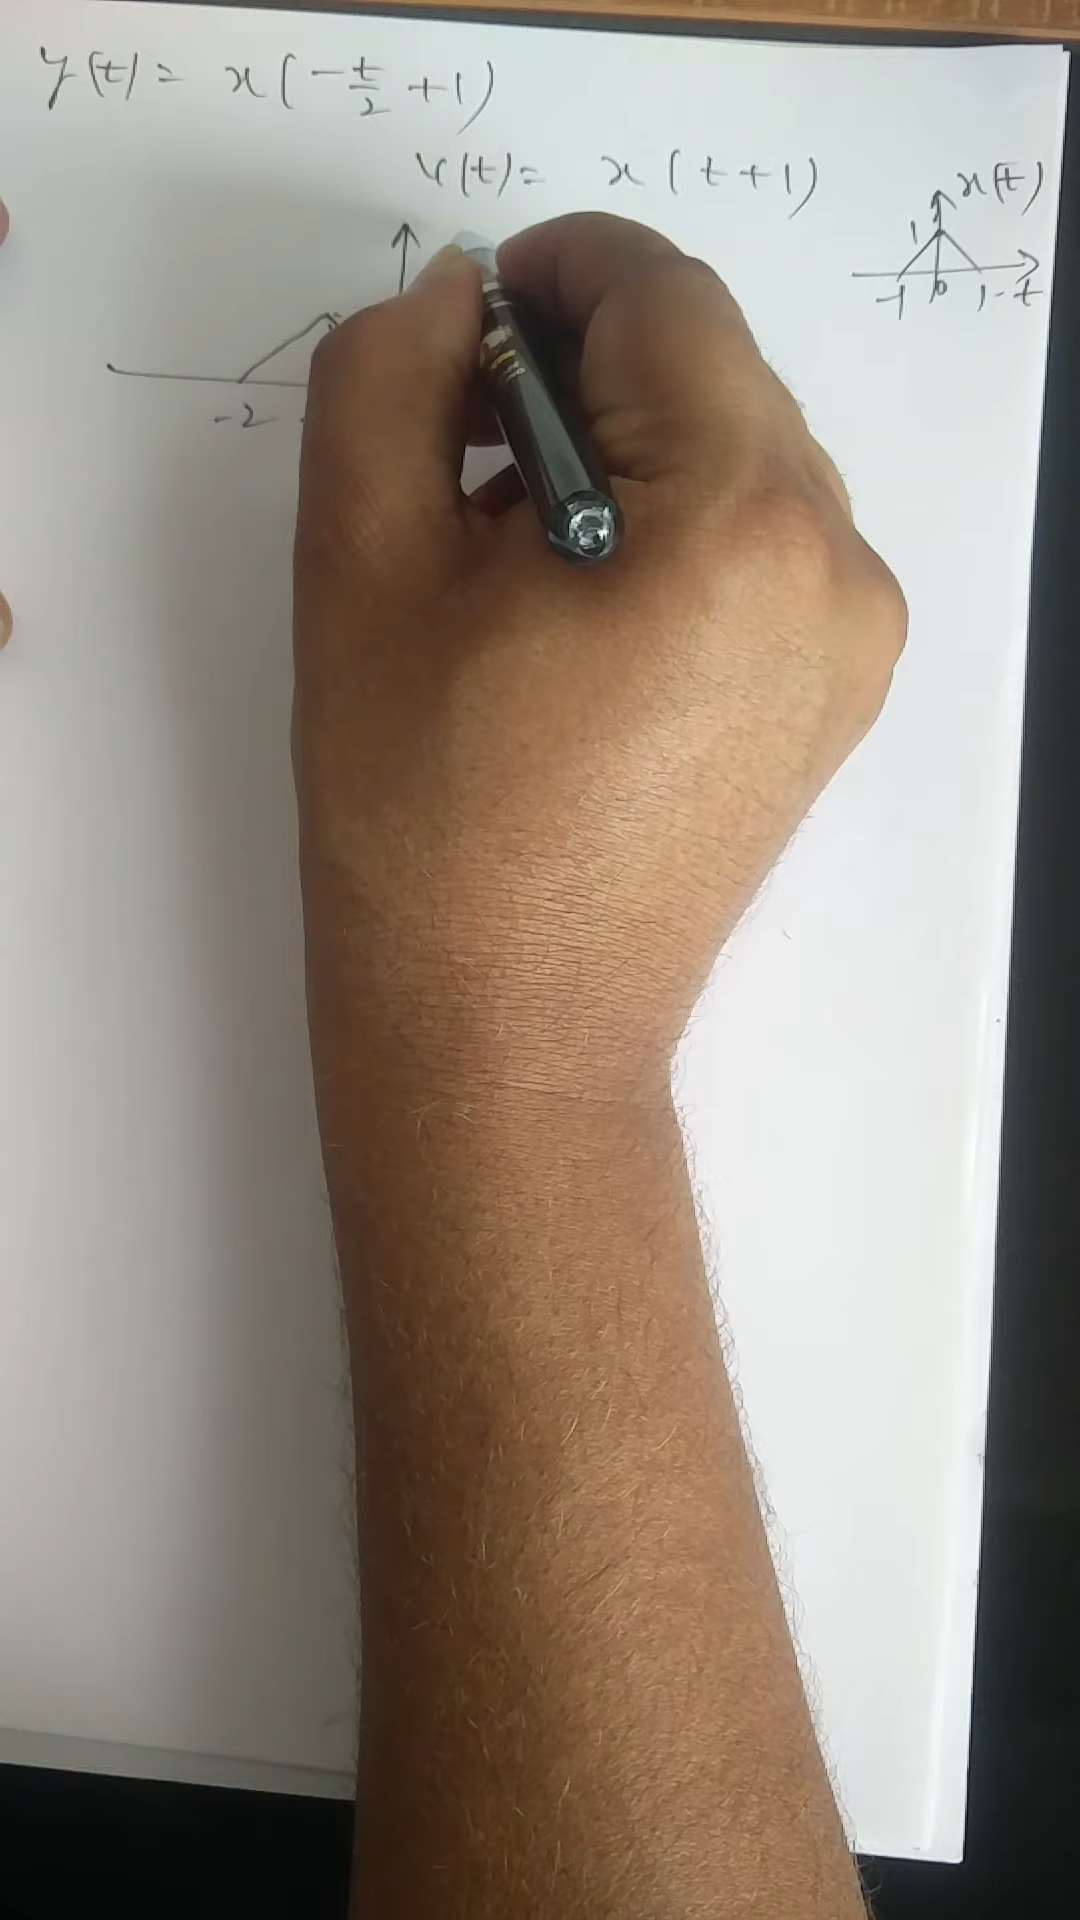 y(t) = x(-t/2 + 1)
v(t) = x(t+1)
x(t)
1
-1 0 1 t
-2